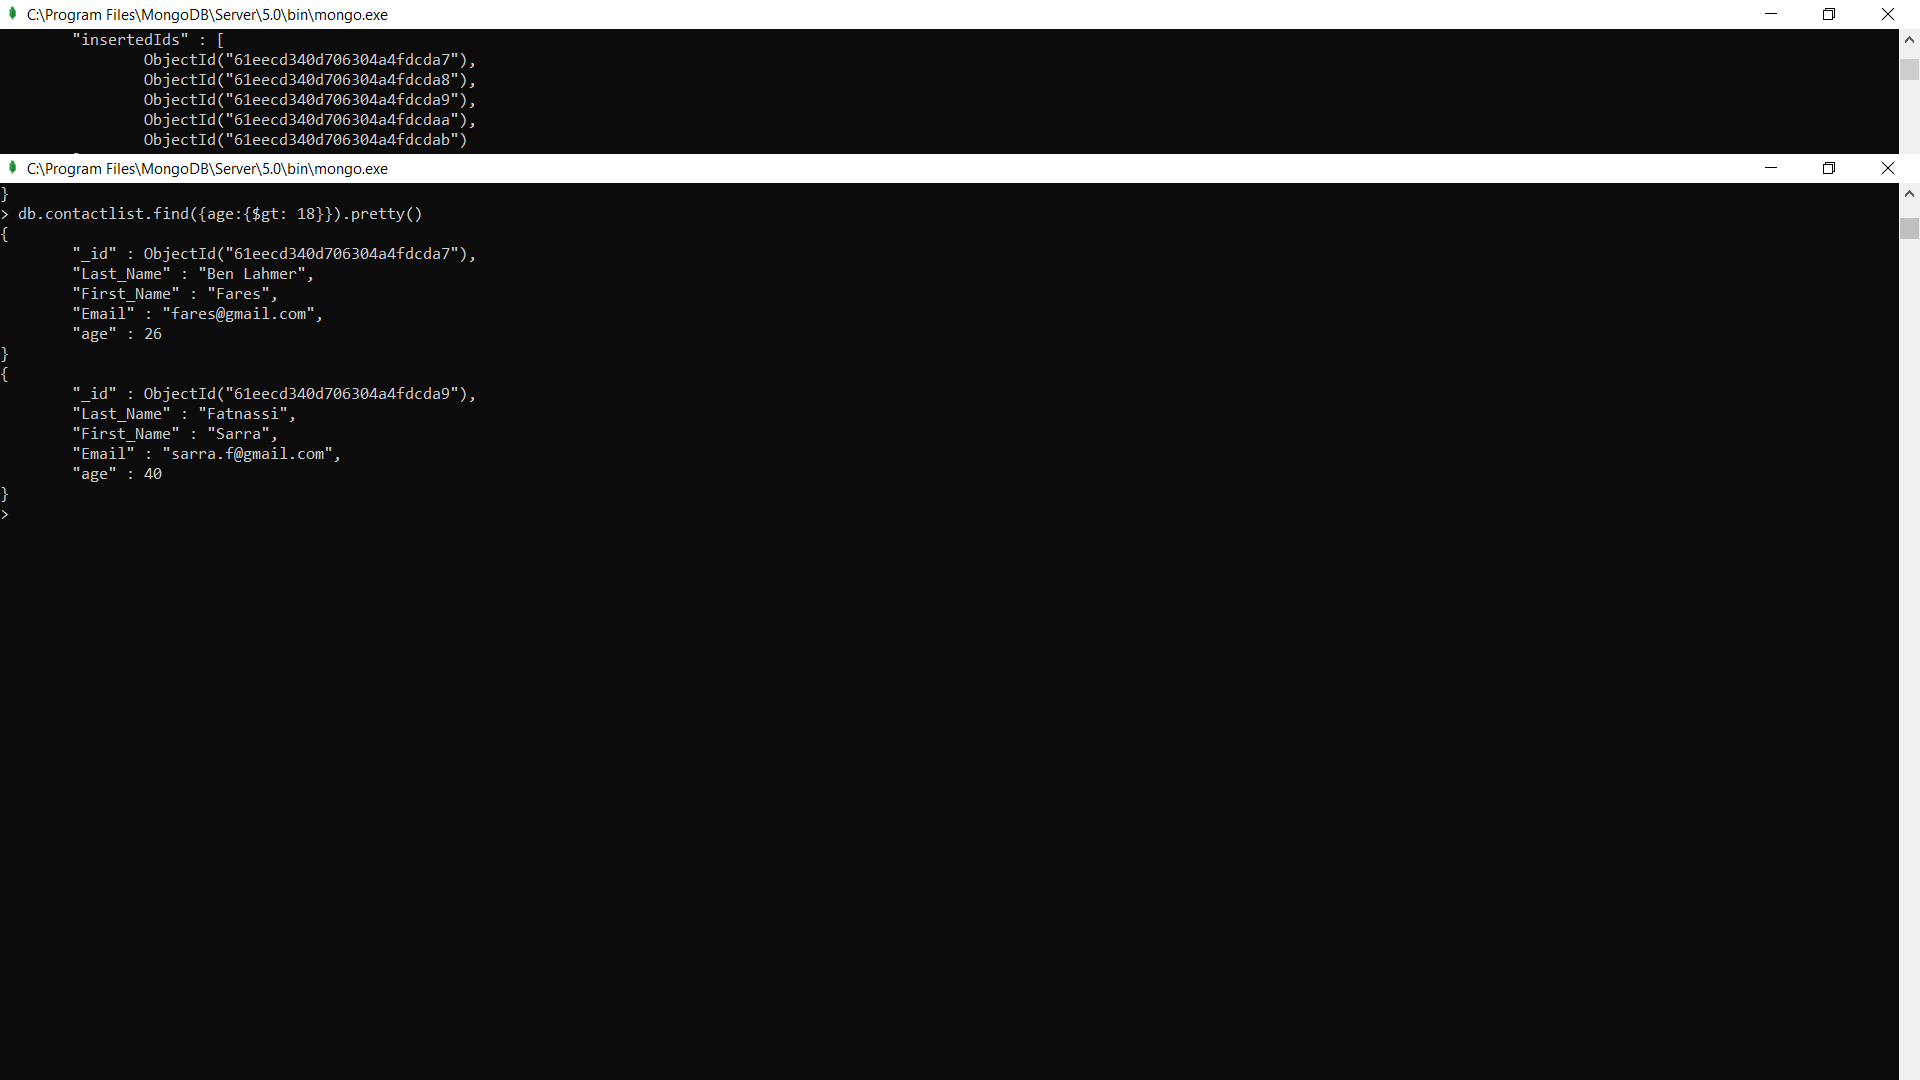 C:\Program Files\MongoDB\Server\5.0\bin\mongo.exe
"insertedIds" : [
ObjectId("61eecd340d706304a4fdcda7"),
ObjectId("61eecd340d706304a4fdcda8"),
ObjectId("61eecd340d706304a4fdcda9"),
ObjectId("61eecd340d706304a4fdcdaa"),
ObjectId("61eecd340d706304a4fdcdab")
C:\Program Files\MongoDB\Server\5.0\bin\mongo.exe
}
> db.contactlist.find({age:{$gt: 18}}).pretty()
{
"_id" : ObjectId("61eecd340d706304a4fdcda7"),
"Last_Name" : "Ben Lahmer",
"First_Name" : "Fares",
"Email" : "fares@gmail.com",
"age" : 26
}
{
"_id" : ObjectId("61eecd340d706304a4fdcda9"),
"Last_Name" : "Fatnassi",
"First_Name" : "Sarra",
"Email" : "sarra.f@gmail.com",
"age" : 40
}
>